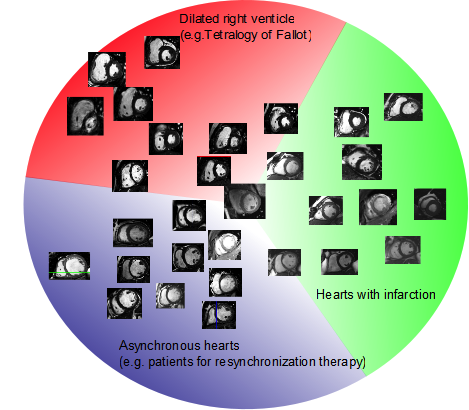 Dilated right venticle
(e.g.Tetralogy of Fallot)
Hearts with infarction
Asynchronous hearts
(e.g. patients for resynchronization therapy)